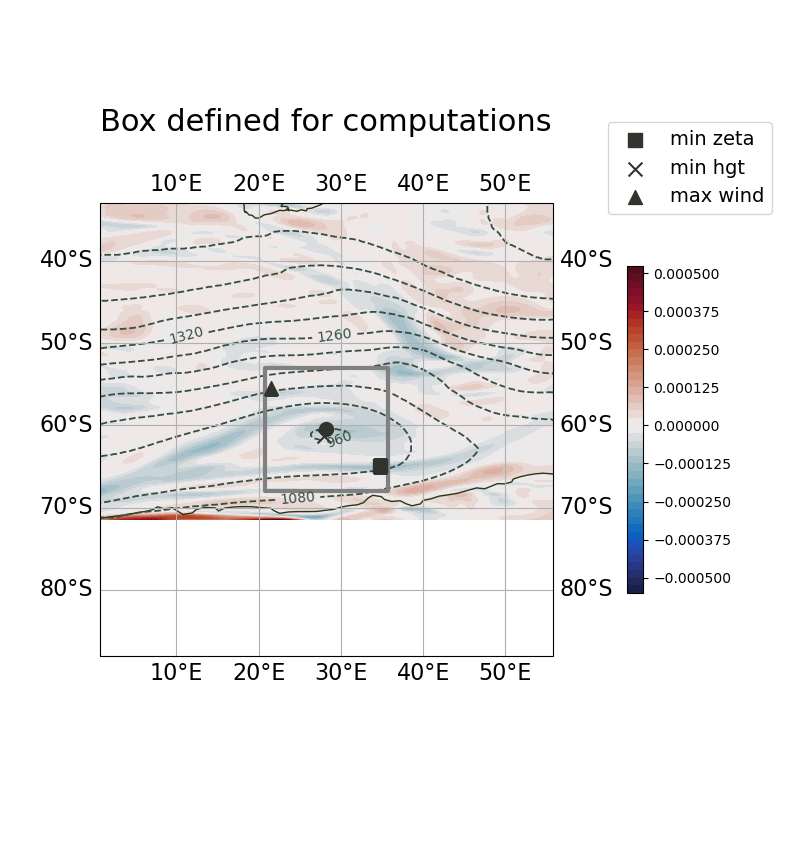 Box defined for computations
min zeta
min hgt
max wind
10°E 20°E 30°E 40°E 50°E
40°S 40°S
50°S 50°S
60°S 60°S
70°S 70°S
80°S 80°S
1320
1260
960
1080
10°E 20°E 30°E 40°E 50°E
0.000500
0.000375
0.000250
0.000125
0.000000
−0.000125
−0.000250
−0.000375
−0.000500